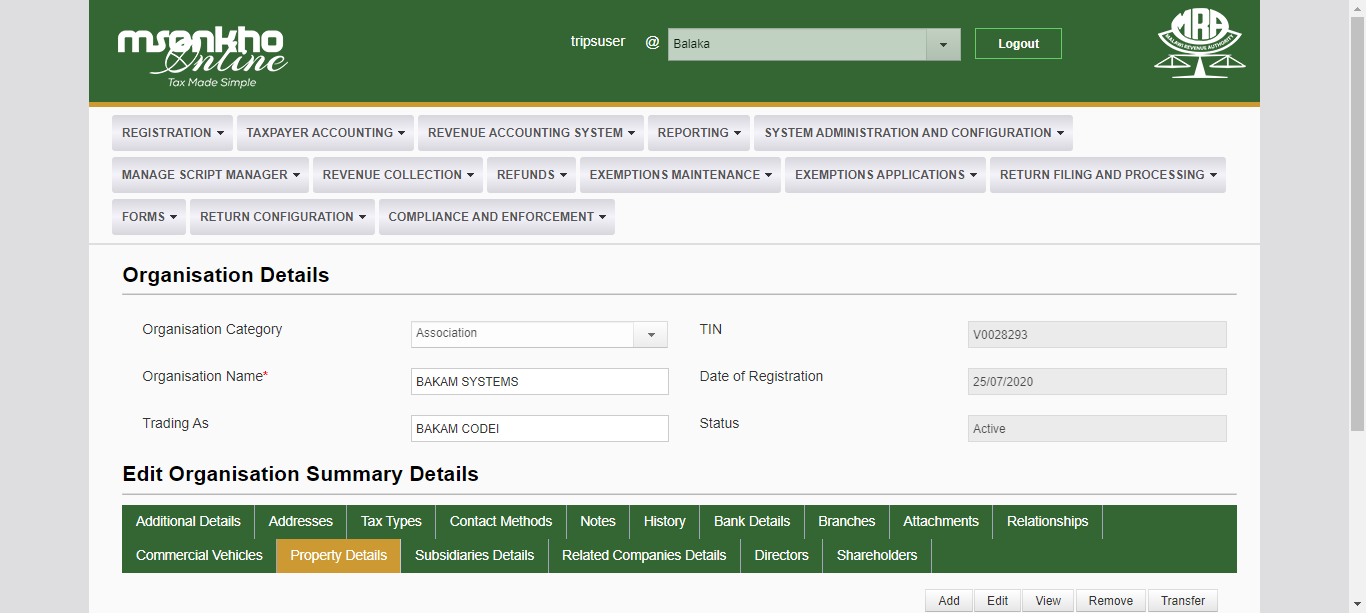 msonkho
Online
Tax Made Simple
tripsuser @ Balaka Logout
MRA
MALAWI REVENUE AUTHORITY
REGISTRATION TAXPAYER ACCOUNTING REVENUE ACCOUNTING SYSTEM REPORTING SYSTEM ADMINISTRATION AND CONFIGURATION
MANAGE SCRIPT MANAGER REVENUE COLLECTION REFUNDS EXEMPTIONS MAINTENANCE EXEMPTIONS APPLICATIONS RETURN FILING AND PROCESSING
FORMS RETURN CONFIGURATION COMPLIANCE AND ENFORCEMENT
Organisation Details
Organisation Category Association TIN V0028293
Organisation Name* BAKAM SYSTEMS Date of Registration 25/07/2020
Trading As BAKAM CODEI Status Active
Edit Organisation Summary Details
Additional Details Addresses Tax Types Contact Methods Notes History Bank Details Branches Attachments Relationships
Commercial Vehicles Property Details Subsidiaries Details Related Companies Details Directors Shareholders
Add Edit View Remove Transfer